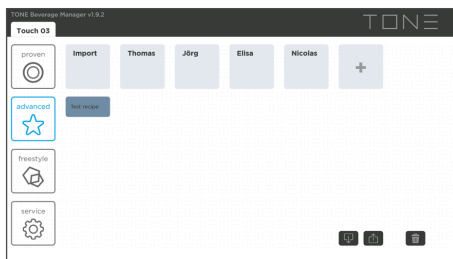 TONE Beverage Manager v1.9.2
Touch 03
TONE
proven
Import
Thomas
Jörg
Elisa
Nicolas
+
advanced
Test recipe
freestyle
service